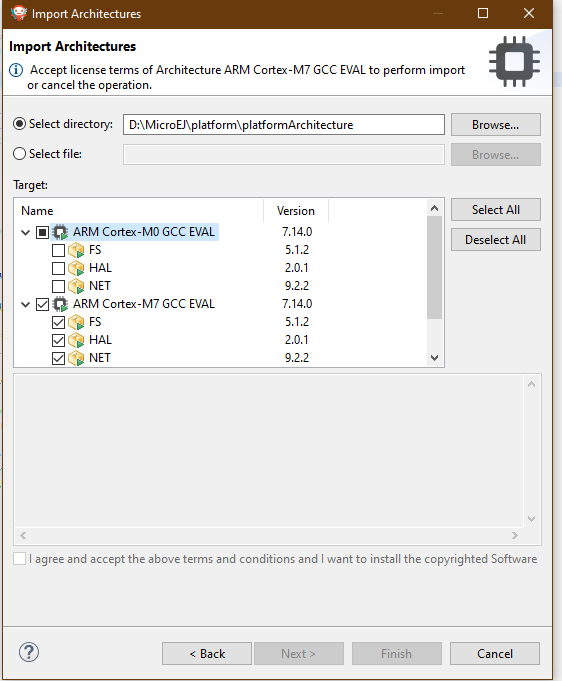 Import Architectures
Import Architectures
Accept license terms of Architecture ARM Cortex-M7 GCC EVAL to perform import
or cancel the operation.
Select directory: D:\MicroEJ\platform\platformArchitecture Browse...
Select file: Browse...
Target:
Name Version
Select All
ARM Cortex-M0 GCC EVAL 7.14.0
Deselect All
FS 5.1.2
HAL 2.0.1
NET 9.2.2
ARM Cortex-M7 GCC EVAL 7.14.0
FS 5.1.2
HAL 2.0.1
NET 9.2.2
I agree and accept the above terms and conditions and I want to install the copyrighted Software
? < Back Next > Finish Cancel